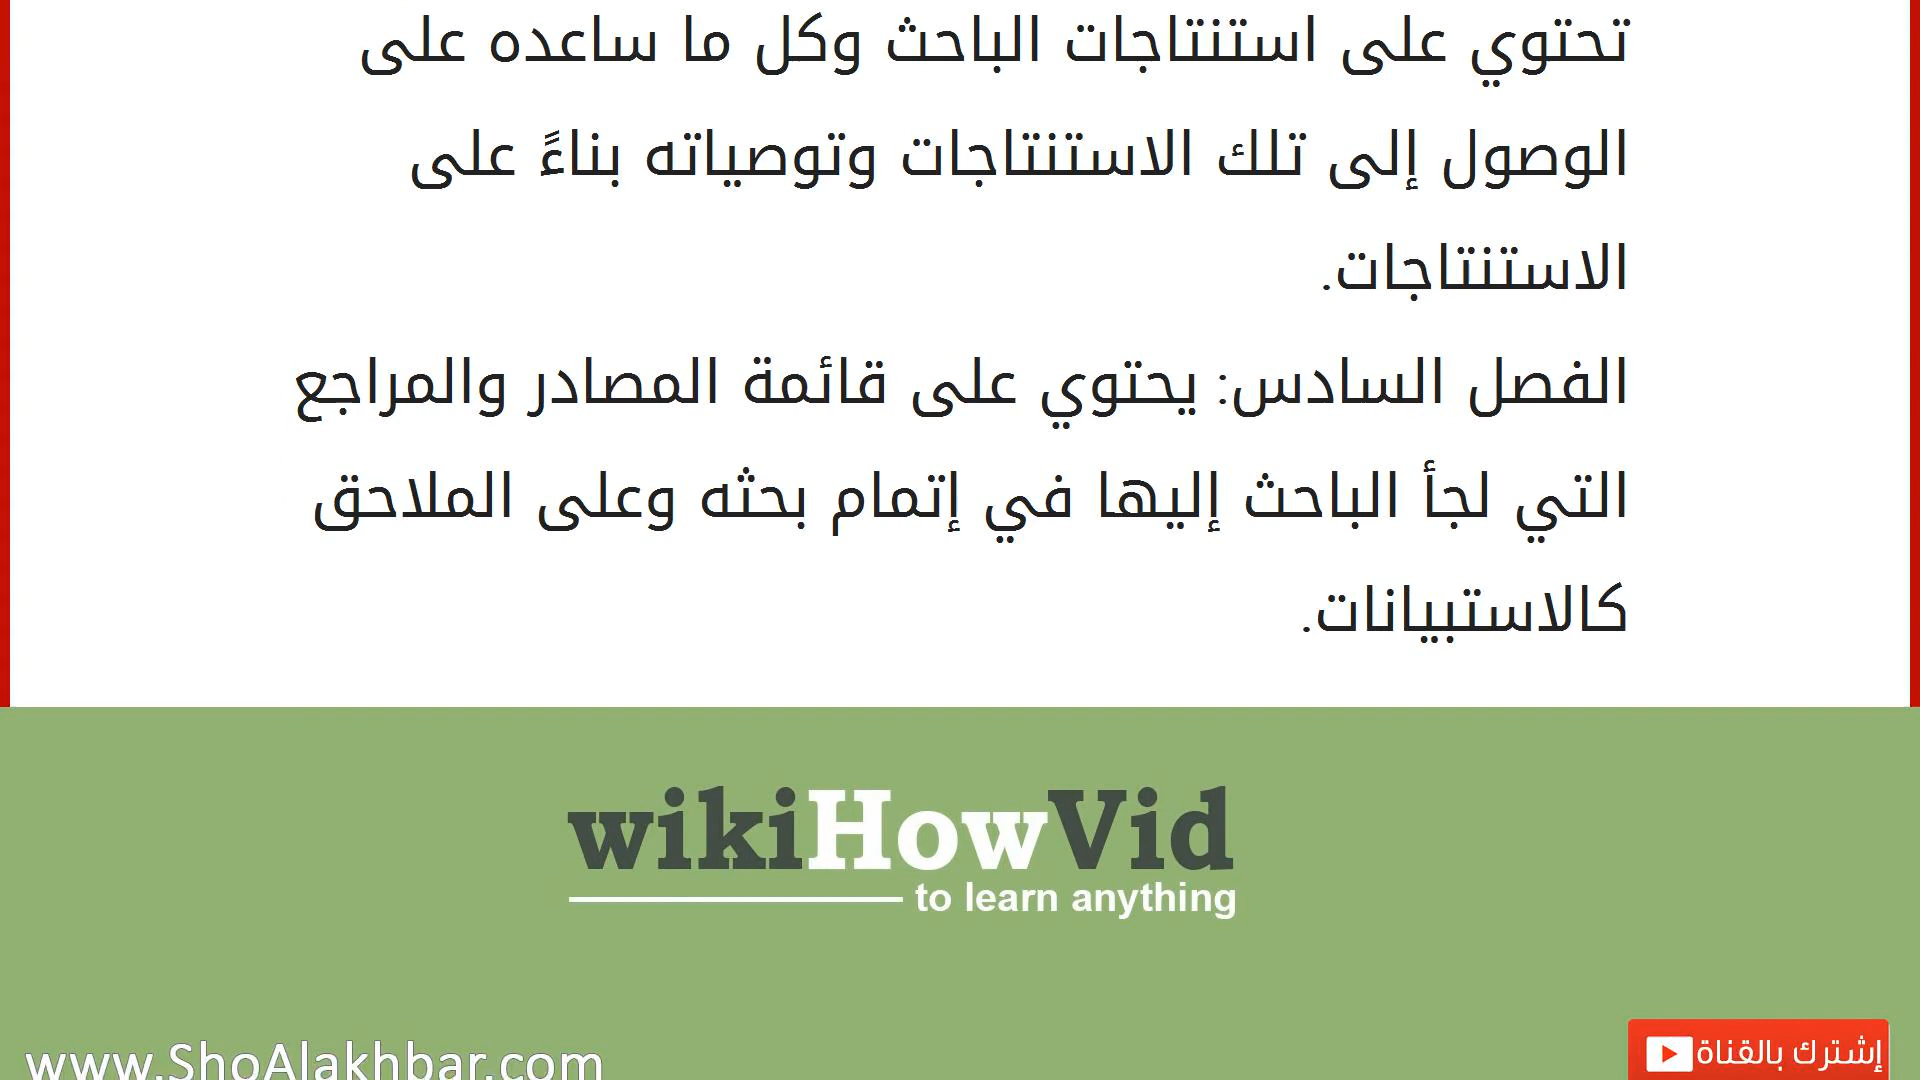 تحتوي على استنتاجات الباحث وكل ما ساعده على
الوصول إلى تلك الاستنتاجات وتوصياته بناءً على
الاستنتاجات.
الفصل السادس: يحتوي على قائمة المصادر والمراجع
التي لجأ الباحث إليها في إتمام بحثه وعلى الملاحق
كالاستبيانات.
wikiHowVid
to learn anything
www.ShoAlakhbar.com
إشترك بالقناة